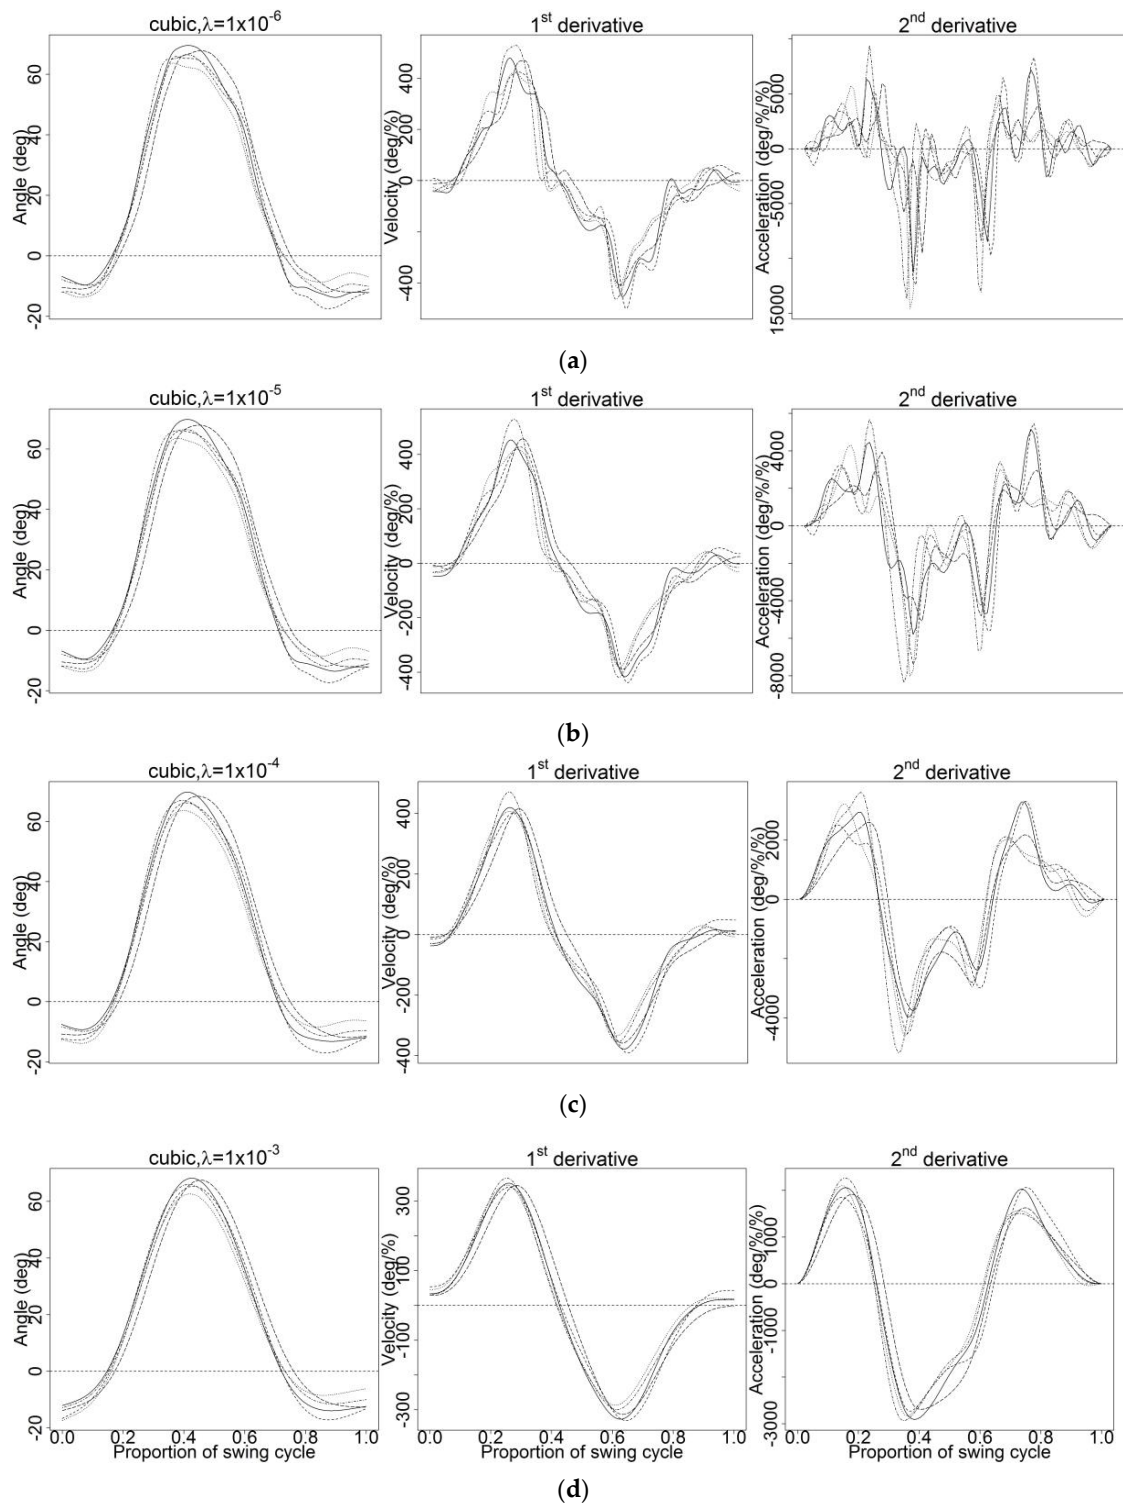 cubic,λ=1x10⁻⁶ 1ˢᵗ derivative 2ⁿᵈ derivative
Angle (deg)
60
40
20
0
-20
Velocity (deg/%)
400
200
0
-400
Acceleration (deg/%/%)
5000
0
-5000
15000
(a)
cubic,λ=1x10⁻⁵ 1ˢᵗ derivative 2ⁿᵈ derivative
Angle (deg)
60
40
20
0
-20
Velocity (deg/%)
400
200
0
-200
-400
Acceleration (deg/%/%)
4000
0
-4000
-8000
(b)
cubic,λ=1x10⁻⁴ 1ˢᵗ derivative 2ⁿᵈ derivative
Angle (deg)
60
40
20
0
-20
Velocity (deg/%)
400
200
0
-200
-400
Acceleration (deg/%/%)
2000
0
-4000
(c)
cubic,λ=1x10⁻³ 1ˢᵗ derivative 2ⁿᵈ derivative
Angle (deg)
60
40
20
0
-20
Velocity (deg/%)
300
100
-100
-300
Acceleration (deg/%/%)
1000
0
-1000
-3000
0.0 0.2 0.4 0.6 0.8 1.0 0.0 0.2 0.4 0.6 0.8 1.0 0.0 0.2 0.4 0.6 0.8 1.0
Proportion of swing cycle Proportion of swing cycle Proportion of swing cycle
(d)